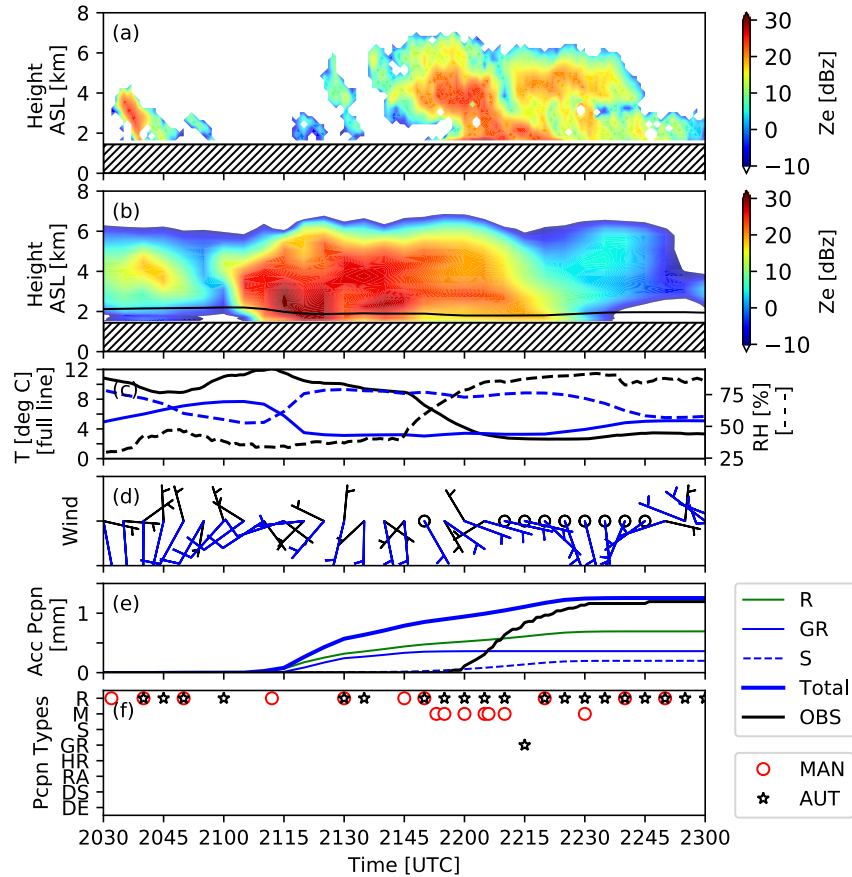 (a)
8
6
4
2
0
Height
ASL [km]
30
20
10
0
−10
Ze [dBz]
(b)
8
6
4
2
0
Height
ASL [km]
30
20
10
0
−10
Ze [dBz]
(c)
12
8
4
0
T [deg C]
[full line]
75
50
25
RH [%]
[- - -]
(d)
Wind
(e)
1
0
Acc Pcpn
[mm]
R
GR
S
Total
OBS
(f)
R
M
S
GR
HR
RA
DS
DE
Pcpn Types
MAN
AUT
2030 2045 2100 2115 2130 2145 2200 2215 2230 2245 2300
Time [UTC]